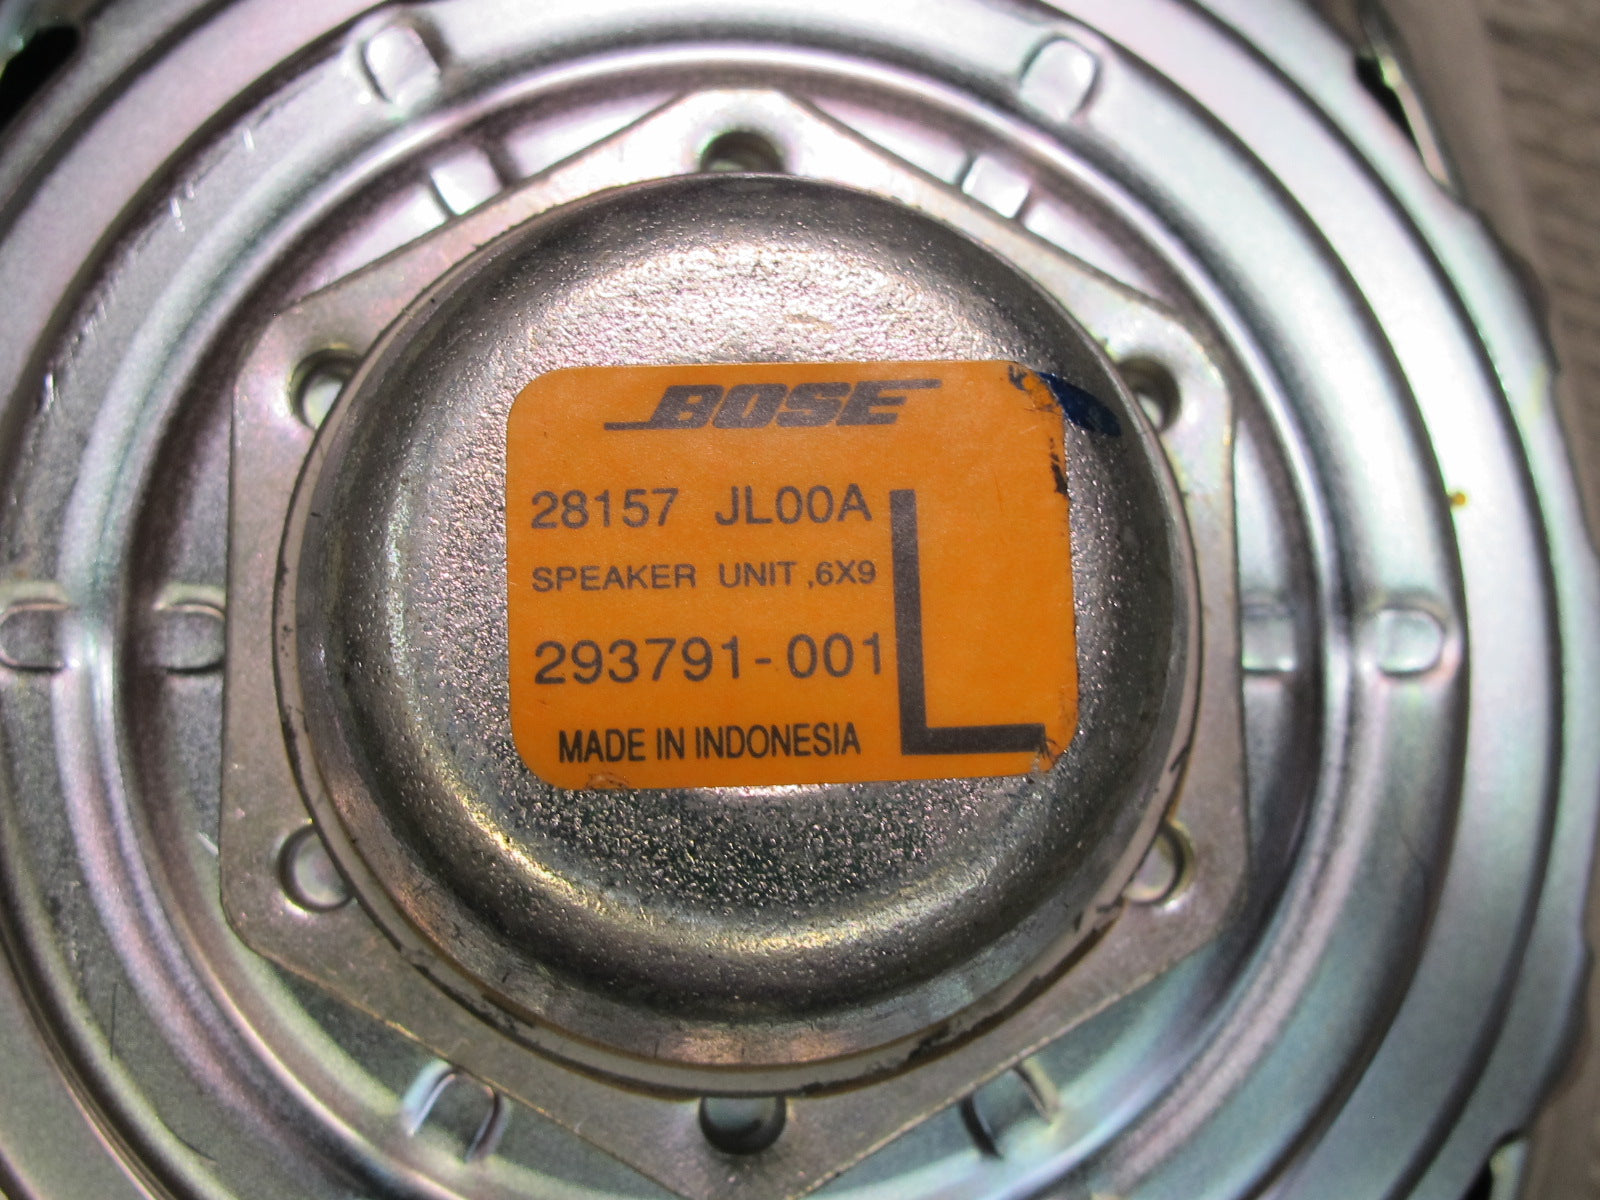 BOSE
28157 JL00A
SPEAKER UNIT ,6X9
293791-001
L
MADE IN INDONESIA